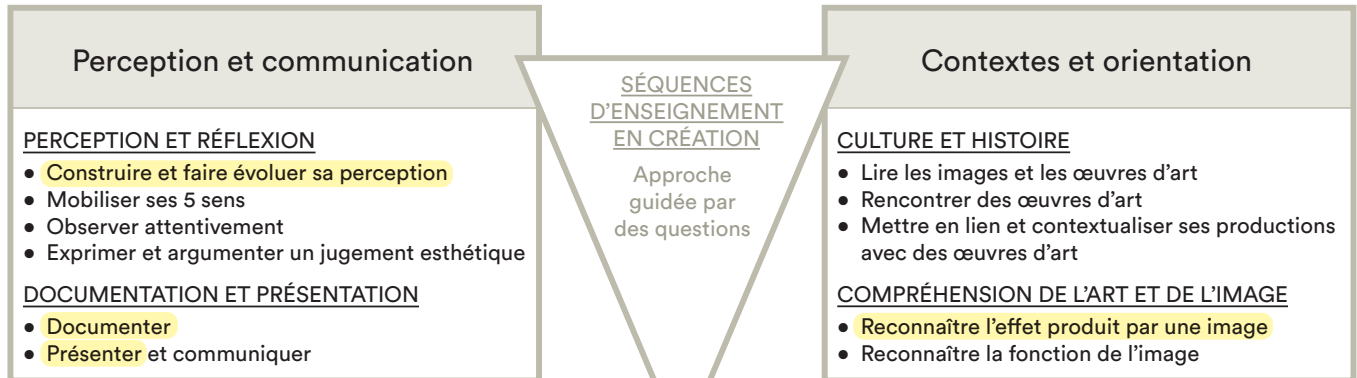 Perception et communication
PERCEPTION ET RÉFLEXION
• Construire et faire évoluer sa perception
• Mobiliser ses 5 sens
• Observer attentivement
• Exprimer et argumenter un jugement esthétique
DOCUMENTATION ET PRÉSENTATION
• Documenter
• Présenter et communiquer
SÉQUENCES
D'ENSEIGNEMENT
EN CRÉATION
Approche
guidée par
des questions
Contextes et orientation
CULTURE ET HISTOIRE
• Lire les images et les œuvres d'art
• Rencontrer des œuvres d'art
• Mettre en lien et contextualiser ses productions
avec des œuvres d'art
COMPRÉHENSION DE L'ART ET DE L'IMAGE
• Reconnaître l'effet produit par une image
• Reconnaître la fonction de l'image